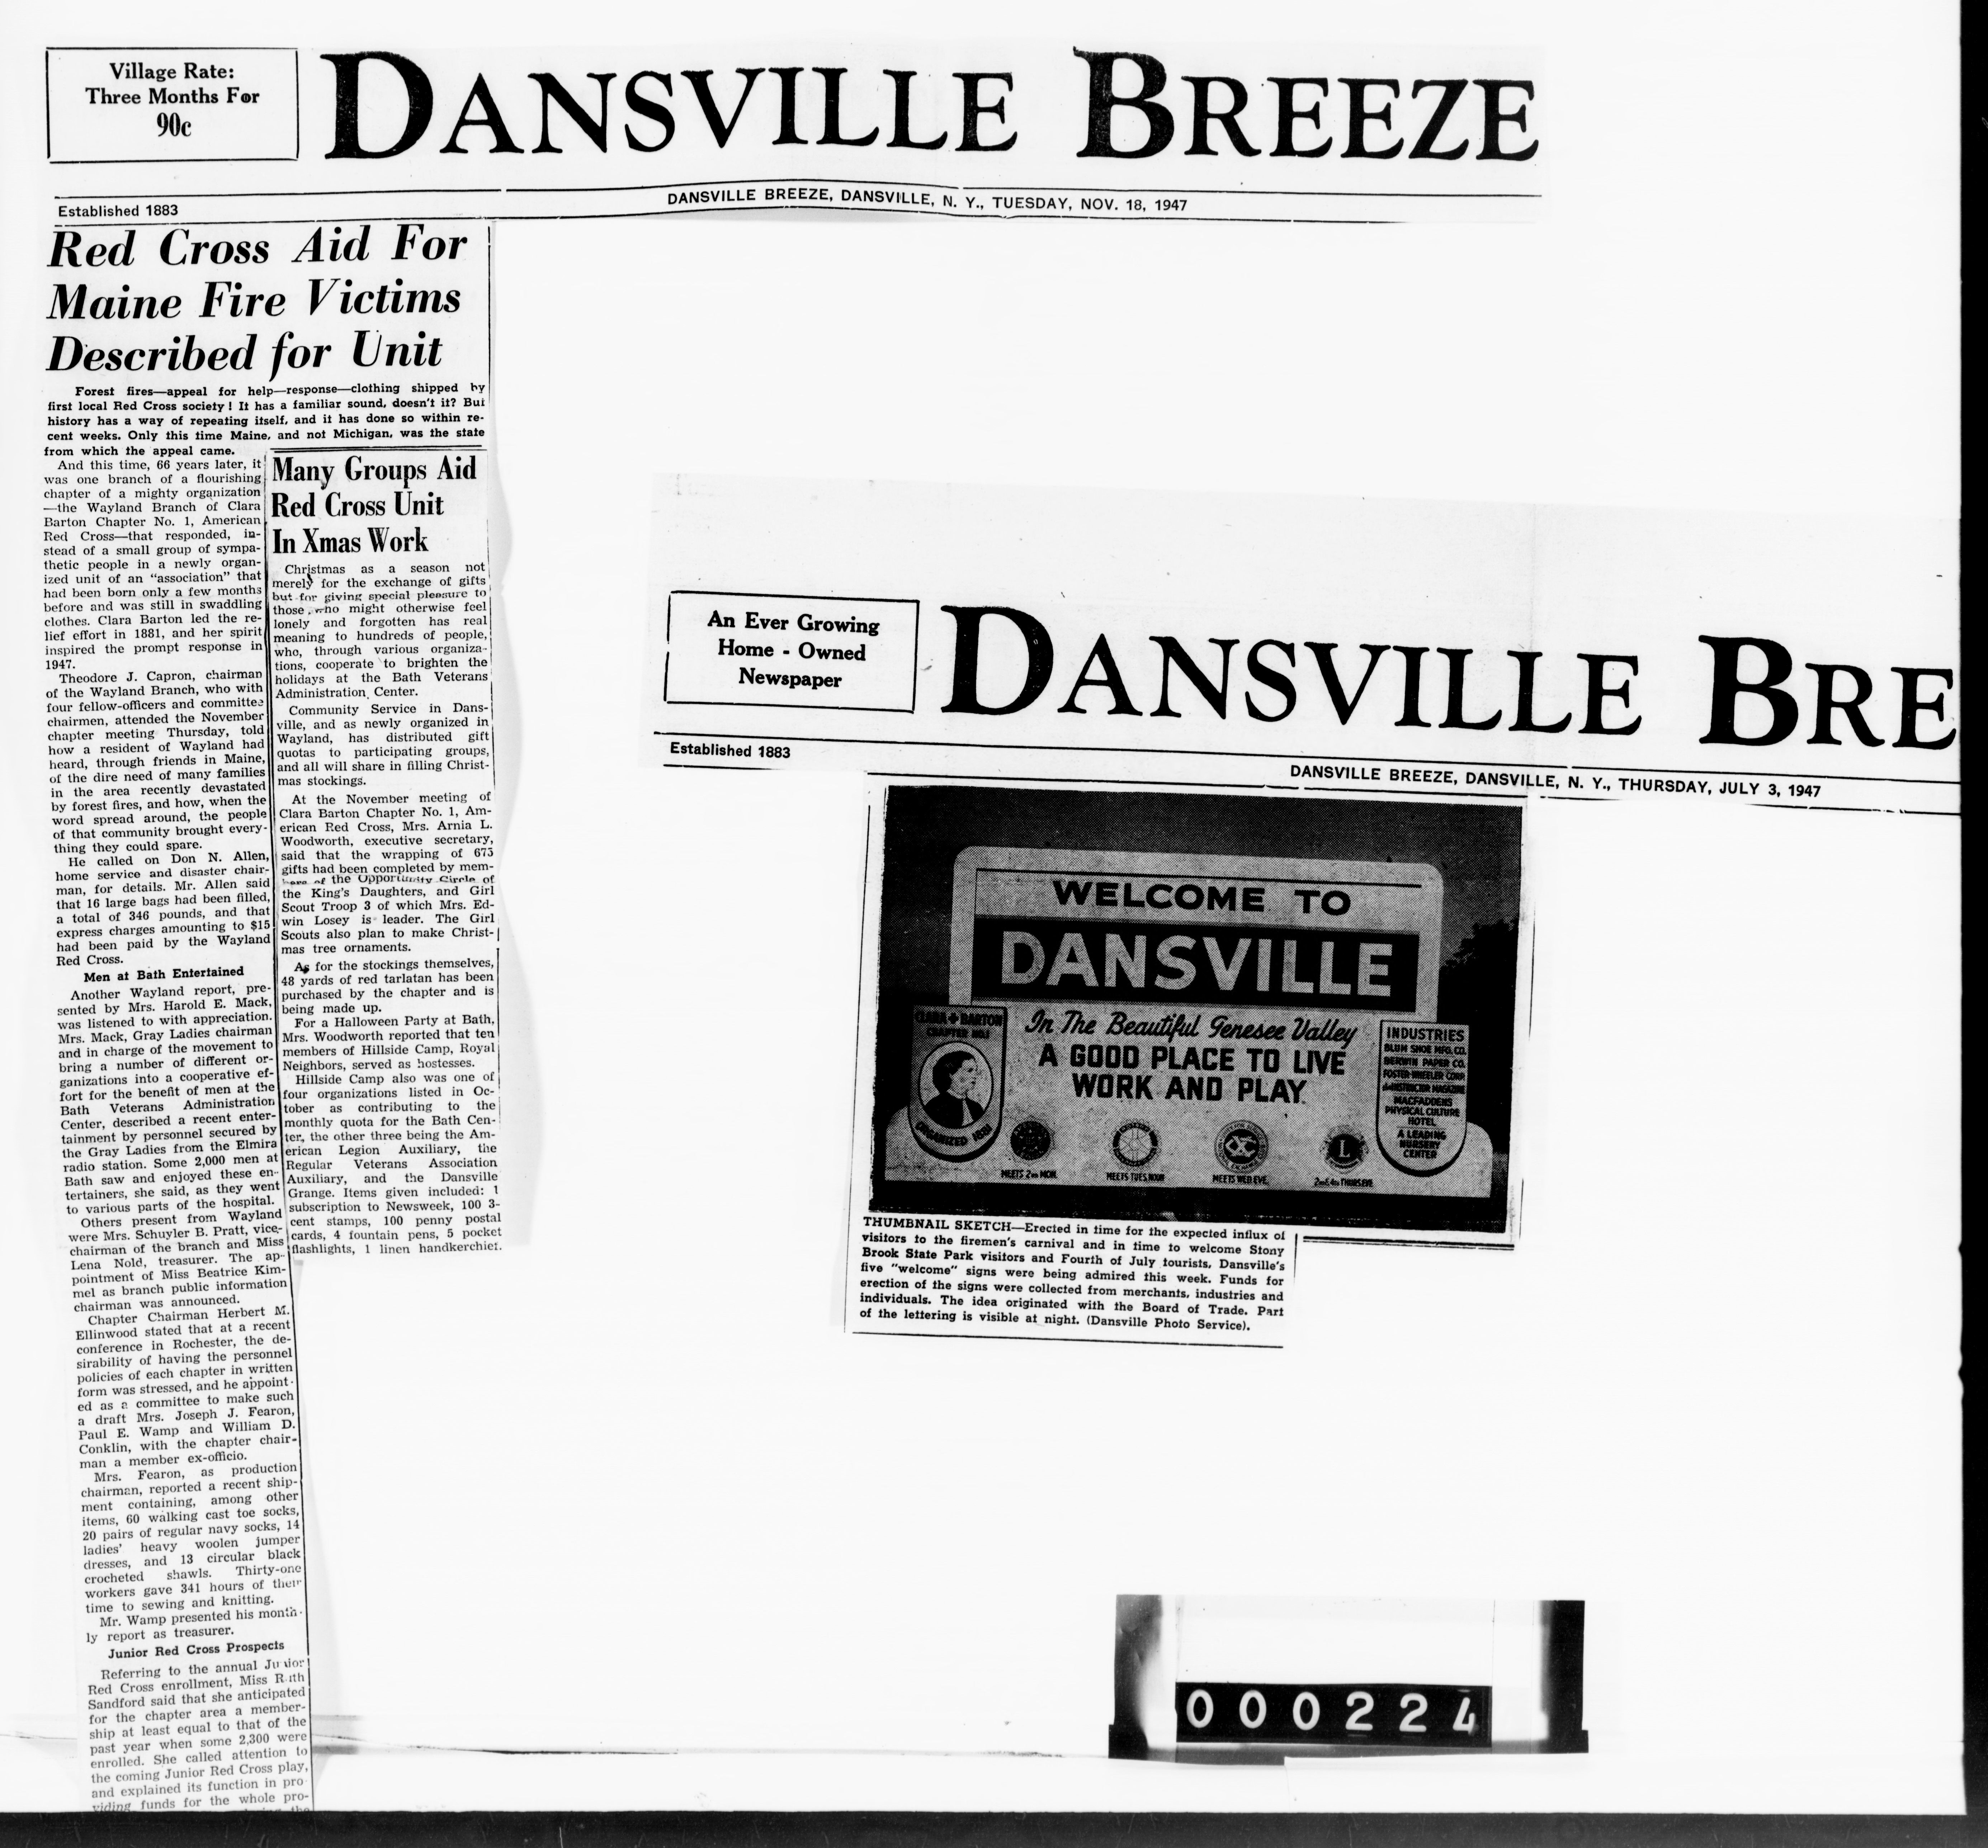 Village Rate:
Three Months For
90c
DANSVILLE BREEZE
Established 1883
DANSVILLE BREEZE, DANSVILLE, N. Y., TUESDAY, NOV. 18, 1947
Red Cross Aid For
Maine Fire Victims
Described for Unit
Forest fires—appeal for help—response—clothing shipped by
first local Red Cross society! It has a familiar sound, doesn't it? But
history has a way of repeating itself, and it has done so within re-
cent weeks. Only this time Maine, and not Michigan, was the state
from which the appeal came.
And this time, 66 years later, it
was one branch of a flourishing
chapter of a mighty organization
—the Wayland Branch of Clara
Barton Chapter No. 1, American
Red Cross—that responded, in-
stead of a small group of sympa-
thetic people in a newly organ-
ized unit of an "association" that
had been born only a few months
before and was still in swaddling
clothes. Clara Barton led the re-
lief effort in 1881, and her spirit
inspired the prompt response in
1947.
Theodore J. Capron, chairman
of the Wayland Branch, who with
four fellow-officers and committee
chairmen, attended the November
chapter meeting Thursday, told
how a resident of Wayland had
heard, through friends in Maine,
of the dire need of many families
in the area recently devastated
by forest fires, and how, when the
word spread around, the people
of that community brought every-
thing they could spare.
He called on Don N. Allen,
home service and disaster chair-
man, for details. Mr. Allen said
that 16 large bags had been filled,
a total of 346 pounds, and that
express charges amounting to $15
had been paid by the Wayland
Red Cross.
Men at Bath Entertained
Another Wayland report, pre-
sented by Mrs. Harold E. Mack,
was listened to with appreciation.
Mrs. Mack, Gray Ladies chairman
and in charge of the movement to
bring a number of different or-
ganizations into a cooperative ef-
fort for the benefit of men at the
Bath Veterans Administration
Center, described a recent enter-
tainment by personnel secured by
the Gray Ladies from the Elmira
radio station. Some 2,000 men at
Bath saw and enjoyed these en-
tertainers, she said, as they went
to various parts of the hospital.
Others present from Wayland
were Mrs. Schuyler B. Pratt, vice-
chairman of the branch and Miss
Lena Nold, treasurer. The ap-
pointment of Miss Beatrice Kim-
mel as branch public information
chairman was announced.
Chapter Chairman Herbert M.
Ellinwood stated that at a recent
conference in Rochester, the de-
sirability of having the personnel
policies of each chapter in written
form was stressed, and he appoint-
ed as a committee to make such
a draft Mrs. Joseph J. Fearon,
Paul E. Wamp and William D.
Conklin, with the chapter chair-
man a member ex-officio.
Mrs. Fearon, as production
chairman, reported a recent ship-
ment containing, among other
items, 60 walking cast toe socks,
20 pairs of regular navy socks, 14
ladies' heavy woolen jumper
dresses, and 13 circular black
crocheted shawls. Thirty-one
workers gave 341 hours of their
time to sewing and knitting.
Mr. Wamp presented his month-
ly report as treasurer.
Junior Red Cross Prospects
Referring to the annual Junior
Red Cross enrollment, Miss Ruth
Sandford said that she anticipated
for the chapter area a member-
ship at least equal to that of the
past year when some 2,300 were
enrolled. She called attention to
the coming Junior Red Cross play,
and explained its function in pro-
viding funds for the whole pro-
the
Many Groups Aid
Red Cross Unit
In Xmas Work
Christmas as a season not
merely for the exchange of gifts
but for giving special pleasure to
those who might otherwise feel
lonely and forgotten has real
meaning to hundreds of people,
who, through various organiza-
tions, cooperate to brighten the
holidays at the Bath Veterans
Administration Center.
Community Service in Dans-
ville, and as newly organized in
Wayland, has distributed gift
quotas to participating groups,
and all will share in filling Christ-
mas stockings.
At the November meeting of
Clara Barton Chapter No. 1, Am-
erican Red Cross, Mrs. Arnia L.
Woodworth, executive secretary,
said that the wrapping of 675
gifts had been completed by mem-
bers of the Opportunity Circle of
the King's Daughters, and Girl
Scout Troop 3 of which Mrs. Ed-
win Losey is leader. The Girl
Scouts also plan to make Christ-
mas tree ornaments.
As for the stockings themselves,
48 yards of red tarlatan has been
purchased by the chapter and is
being made up.
For a Halloween Party at Bath,
Mrs. Woodworth reported that ten
members of Hillside Camp, Royal
Neighbors, served as hostesses.
Hillside Camp also was one of
four organizations listed in Oc-
tober as contributing to the
monthly quota for the Bath Cen-
ter, the other three being the Am-
erican Legion Auxiliary, the
Regular Veterans Association
Auxiliary, and the Dansville
Grange. Items given included: 1
subscription to Newsweek, 100 3-
cent stamps, 100 penny postal
cards, 4 fountain pens, 5 pocket
flashlights, 1 linen handkerchief.
An Ever Growing
Home - Owned
Newspaper
DANSVILLE BRE
Established 1883
DANSVILLE BREEZE, DANSVILLE, N. Y., THURSDAY, JULY 3, 1947
WELCOME TO
DANSVILLE
In The Beautiful Genesee Valley
A GOOD PLACE TO LIVE
WORK AND PLAY
CLARA + BARTON
CHAPTER NO.1
ORGANIZED 1881
INDUSTRIES
BLUM SHOE MFG. CO.
BERWIN PAPER CO.
FOSTER-WHEELER CORP.
INSTRUCTOR MAGAZINE
MACFADDENS
PHYSICAL CULTURE
HOTEL
A LEADING
NURSERY
CENTER
MEETS 2ND MON.
MEETS TUES. NOON
MEETS WED. EVE.
2nd & 4th THURS. EVE.
L
THUMBNAIL SKETCH—Erected in time for the expected influx of
visitors to the firemen's carnival and in time to welcome Stony
Brook State Park visitors and Fourth of July tourists, Dansville's
five "welcome" signs were being admired this week. Funds for
erection of the signs were collected from merchants, industries and
individuals. The idea originated with the Board of Trade. Part
of the lettering is visible at night. (Dansville Photo Service).
000224